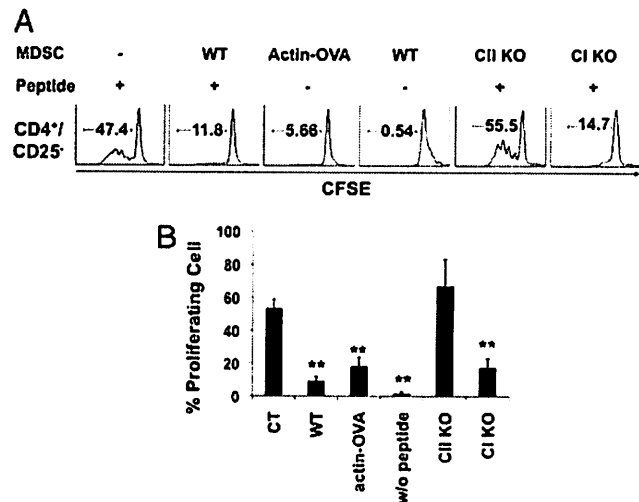 A
MDSC - WT Actin-OVA WT CII KO CI KO
Peptide + + - - + +
CD4+/CD25- 47.4 11.8 5.66 0.54 55.5 14.7
CFSE
B
% Proliferating Cell
100
80
60
40
20
0
** ** ** **
CT WT actin-OVA w/o peptide CII KO CI KO